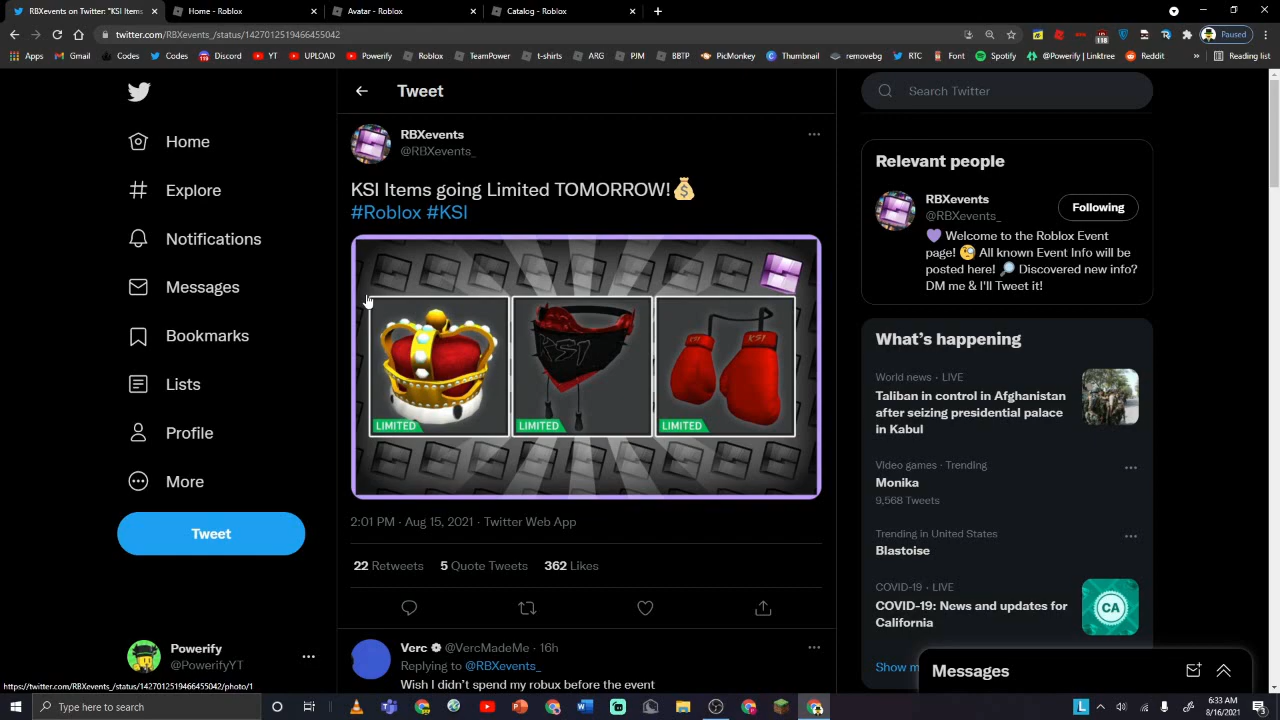 RBXevents on Twitter: "KSI Items
Home - Roblox
Avatar - Roblox
Catalog - Roblox
twitter.com/RBXevents_/status/1427012519466455042
Paused
Apps
Gmail
Codes
Codes
Discord
YT
UPLOAD
Powerify
Roblox
TeamPower
t-shirts
ARG
PJM
BBTP
PicMonkey
Thumbnail
removebg
RTC
Font
Spotify
@Powerify | Linktree
Reddit
Reading list
Home
Explore
Notifications
Messages
Bookmarks
Lists
Profile
More
Tweet
Powerify
@PowerifyYT
https://twitter.com/RBXevents_/status/1427012519466455042/photo/1
Tweet
RBXevents
@RBXevents_
KSI Items going Limited TOMORROW!
#Roblox #KSI
KSI
KSI
KSI
LIMITED
LIMITED
LIMITED
2:01 PM · Aug 15, 2021 · Twitter Web App
22 Retweets 5 Quote Tweets 362 Likes
Verc @VercMadeMe · 16h
Replying to @RBXevents_
Wish I didn't spend my robux before the event
Search Twitter
Relevant people
RBXevents
@RBXevents_
Following
💜 Welcome to the Roblox Event
page! 🧐 All known Event Info will be
posted here! 🔎 Discovered new info?
DM me & I'll Tweet it!
What's happening
World news · LIVE
Taliban in control in Afghanistan
after seizing presidential palace
in Kabul
Video games · Trending
Monika
9,568 Tweets
Trending in United States
Blastoise
COVID-19 · LIVE
COVID-19: News and updates for
California
CA
Show m
Messages
Type here to search
6:33 AM
8/16/2021